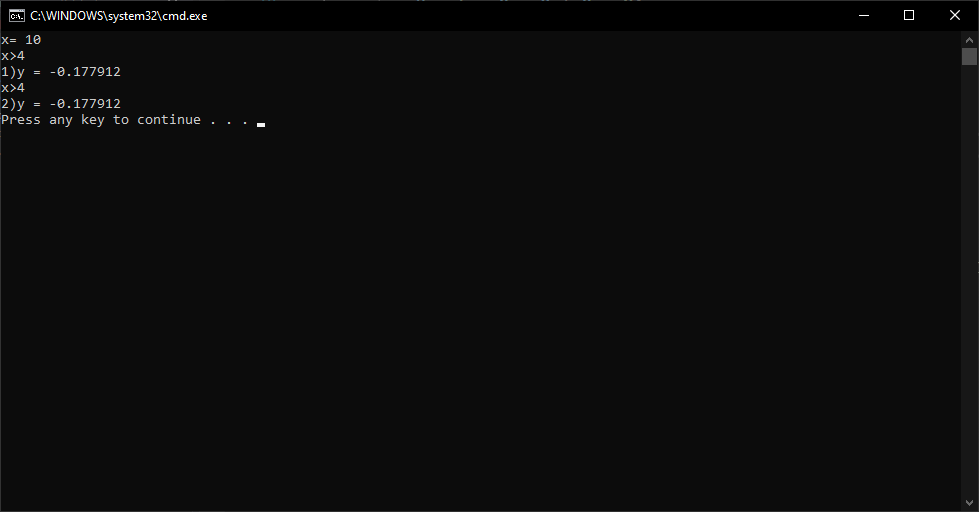 C:\WINDOWS\system32\cmd.exe
x= 10
x>4
1)y = -0.177912
x>4
2)y = -0.177912
Press any key to continue . . .